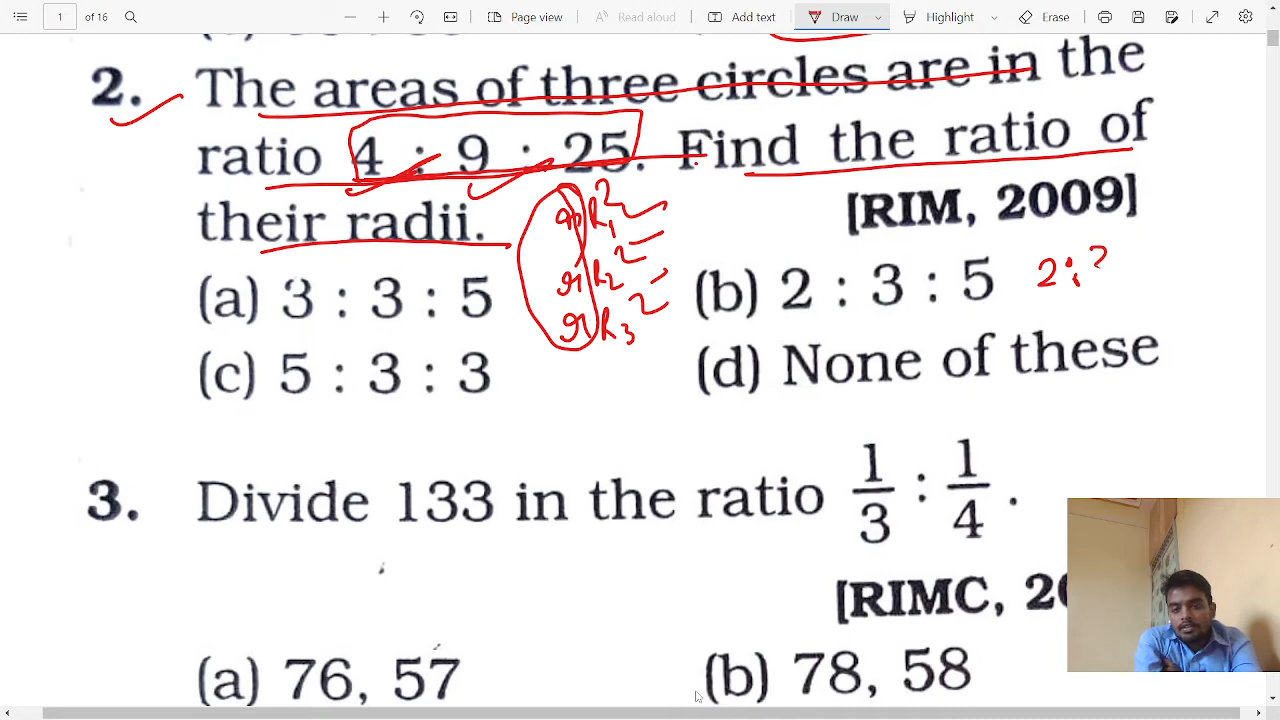 1 of 16
Page view
Read aloud
Add text
Draw
Highlight
Erase
2. The areas of three circles are in the
ratio 4 : 9 : 25. Find the ratio of
their radii.
[RIM, 2009]
(a) 3 : 3 : 5
(b) 2 : 3 : 5
2 : ?
(c) 5 : 3 : 3
(d) None of these
3. Divide 133 in the ratio 1/3 : 1/4 .
[RIMC, 20
(a) 76, 57
(b) 78, 58